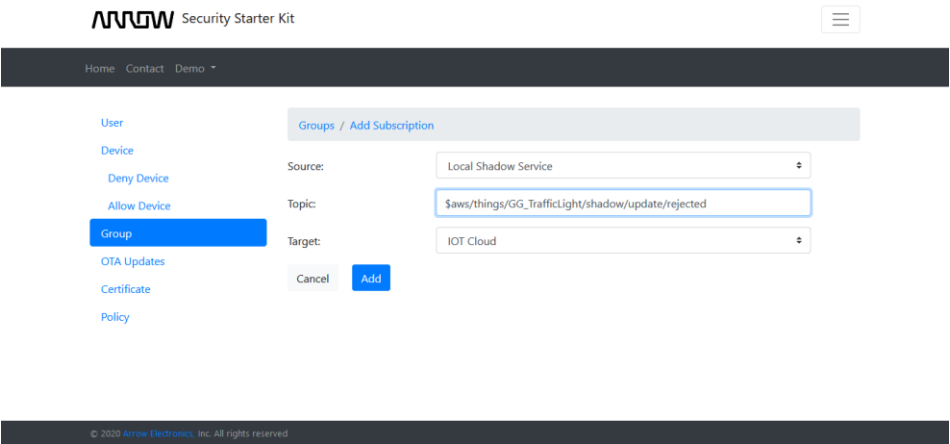 ARROW Security Starter Kit
Home Contact Demo
User
Device
Deny Device
Allow Device
Group
OTA Updates
Certificate
Policy
Groups / Add Subscription
Source: Local Shadow Service
Topic: $aws/things/GG_TrafficLight/shadow/update/rejected
Target: IOT Cloud
Cancel Add
© 2020 Arrow Electronics, Inc. All rights reserved